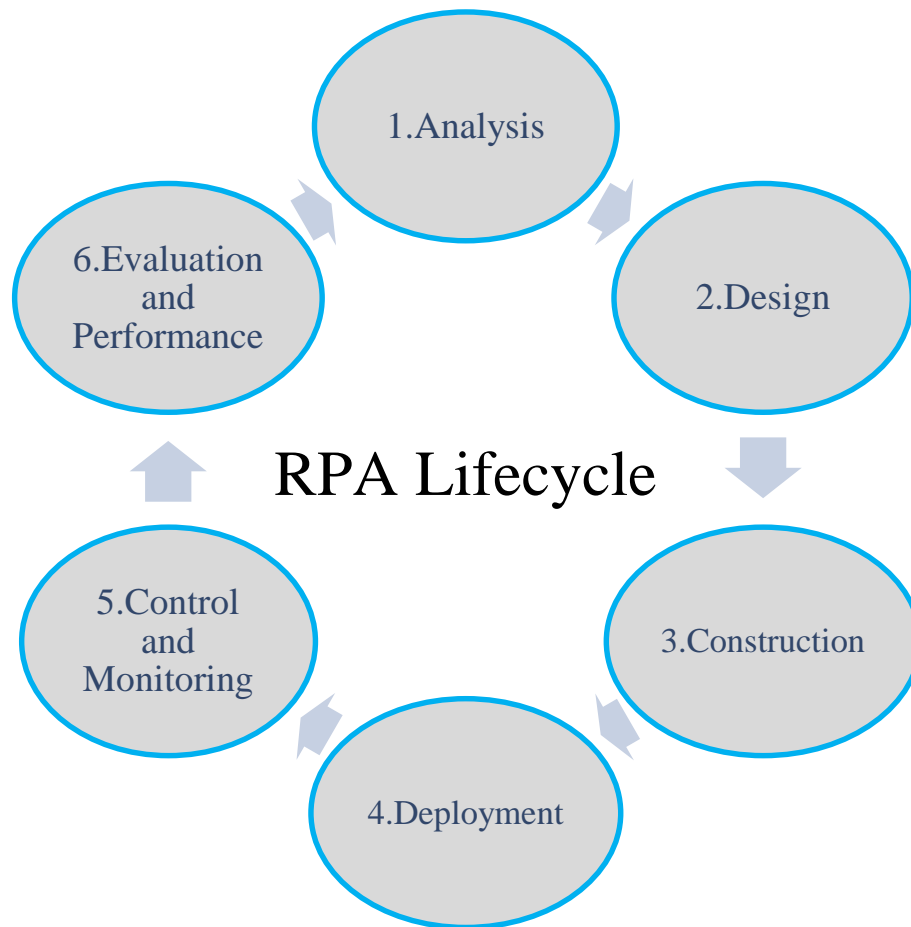 1.Analysis
2.Design
3.Construction
4.Deployment
5.Control
and
Monitoring
6.Evaluation
and
Performance
RPA Lifecycle